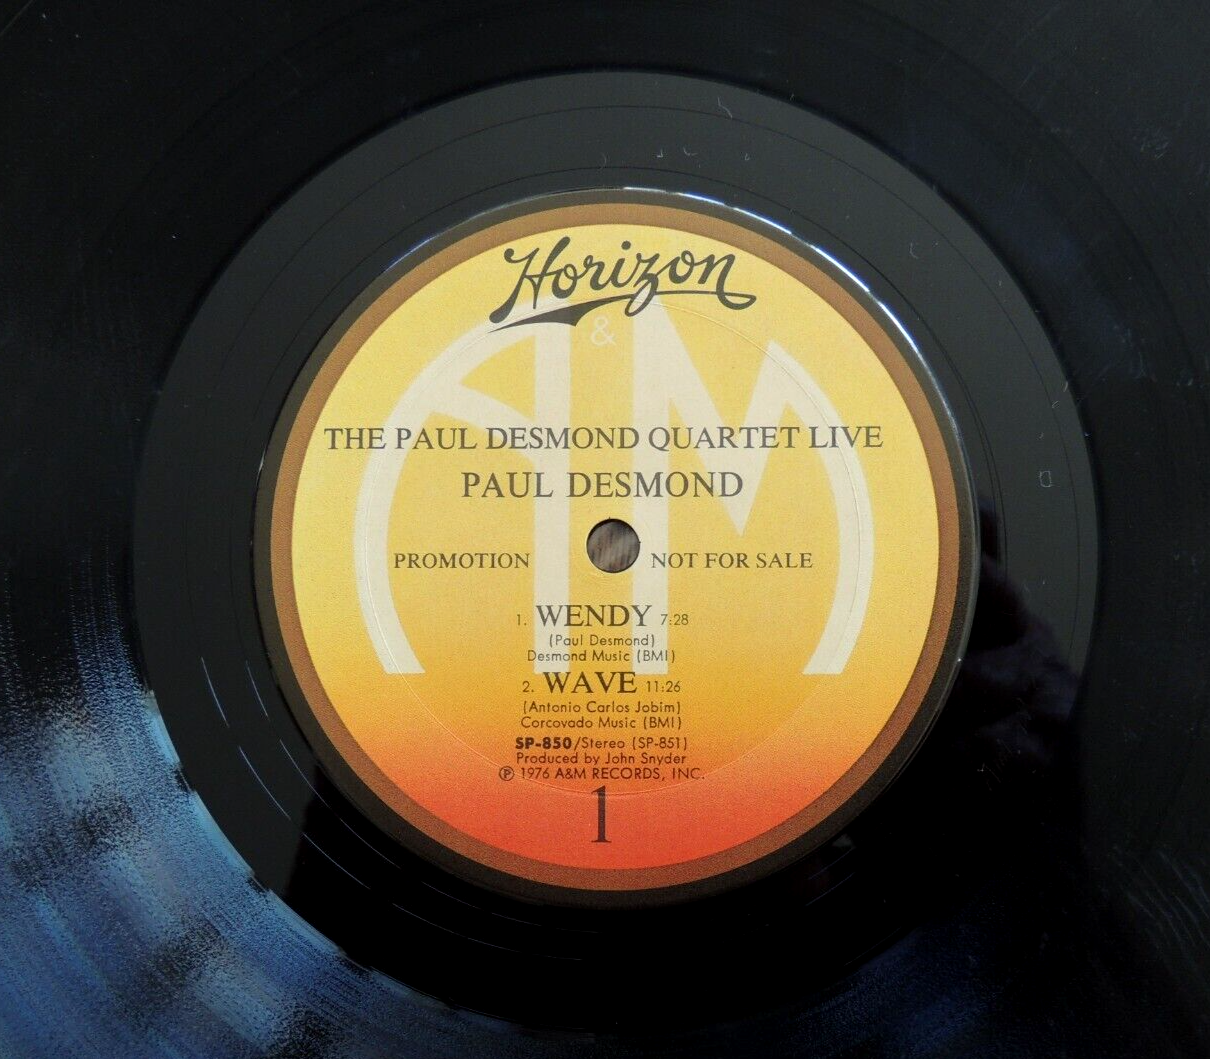 Horizon
&
AM
THE PAUL DESMOND QUARTET LIVE
PAUL DESMOND
PROMOTION NOT FOR SALE
1. WENDY 7:28
(Paul Desmond)
Desmond Music (BMI)
2. WAVE 11:26
(Antonio Carlos Jobim)
Corcovado Music (BMI)
SP-850/Stereo (SP-851)
Produced by John Snyder
℗ 1976 A&M RECORDS, INC.
1